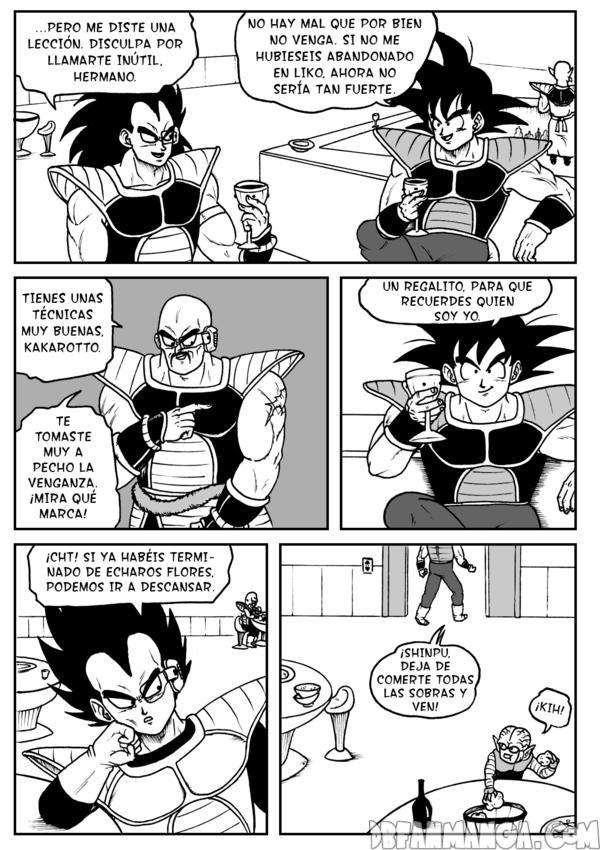 ...PERO ME DISTE UNA
LECCIÓN. DISCULPA POR
LLAMARTE INÚTIL,
HERMANO.
NO HAY MAL QUE POR BIEN
NO VENGA. SI NO ME
HUBIESEIS ABANDONADO
EN LIKO, AHORA NO
SERÍA TAN FUERTE.
TIENES UNAS
TÉCNICAS
MUY BUENAS,
KAKAROTTO.
TE
TOMASTE
MUY A
PECHO LA
VENGANZA.
¡MIRA QUÉ
MARCA!
UN REGALITO, PARA QUE
RECUERDES QUIEN
SOY YO.
¡CHT! SI YA HABÉIS TERMI-
NADO DE ECHAROS FLORES,
PODEMOS IR A DESCANSAR.
¡SHINPU,
DEJA DE
COMERTE TODAS
LAS SOBRAS Y
VEN!
¡KIH!
DBFANMANGA.COM